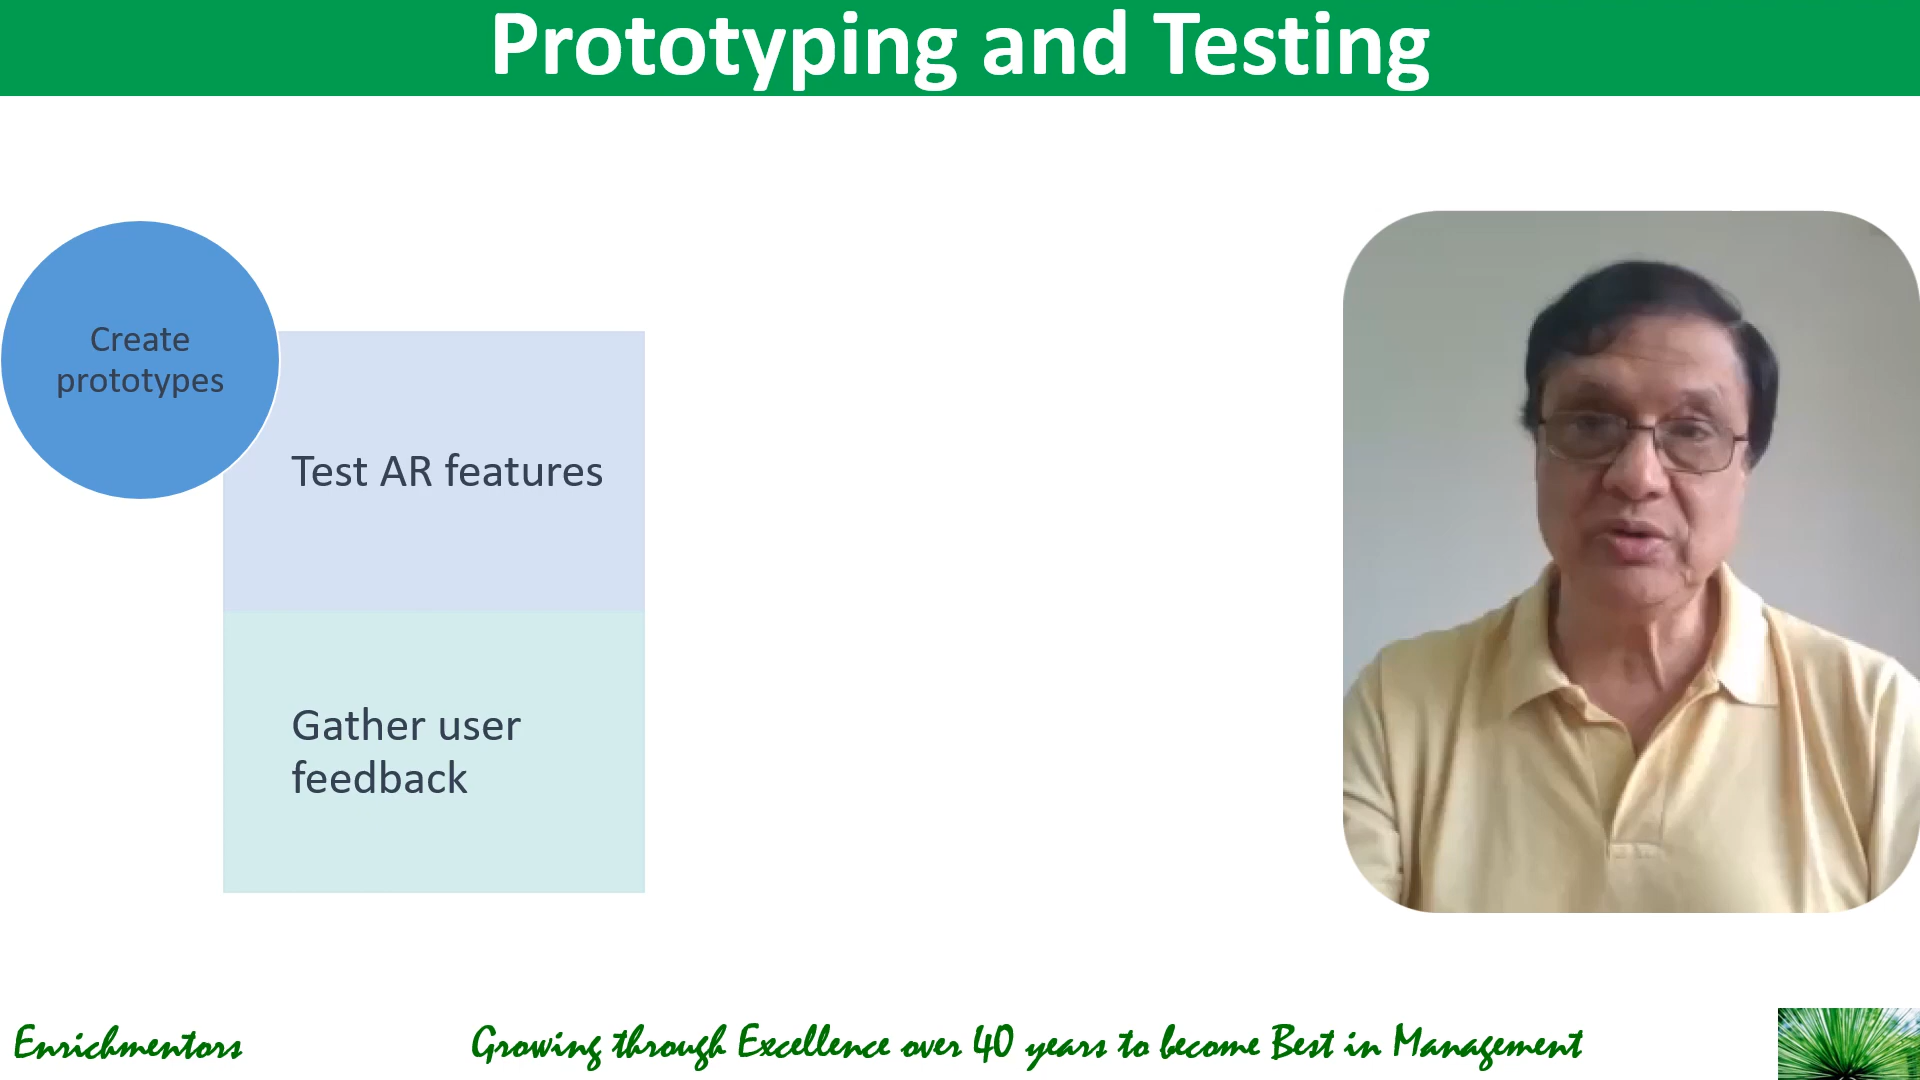 Prototyping and Testing
Create
prototypes
Test AR features
Gather user
feedback
Enrichmentors
Growing through Excellence over 40 years to become Best in Management